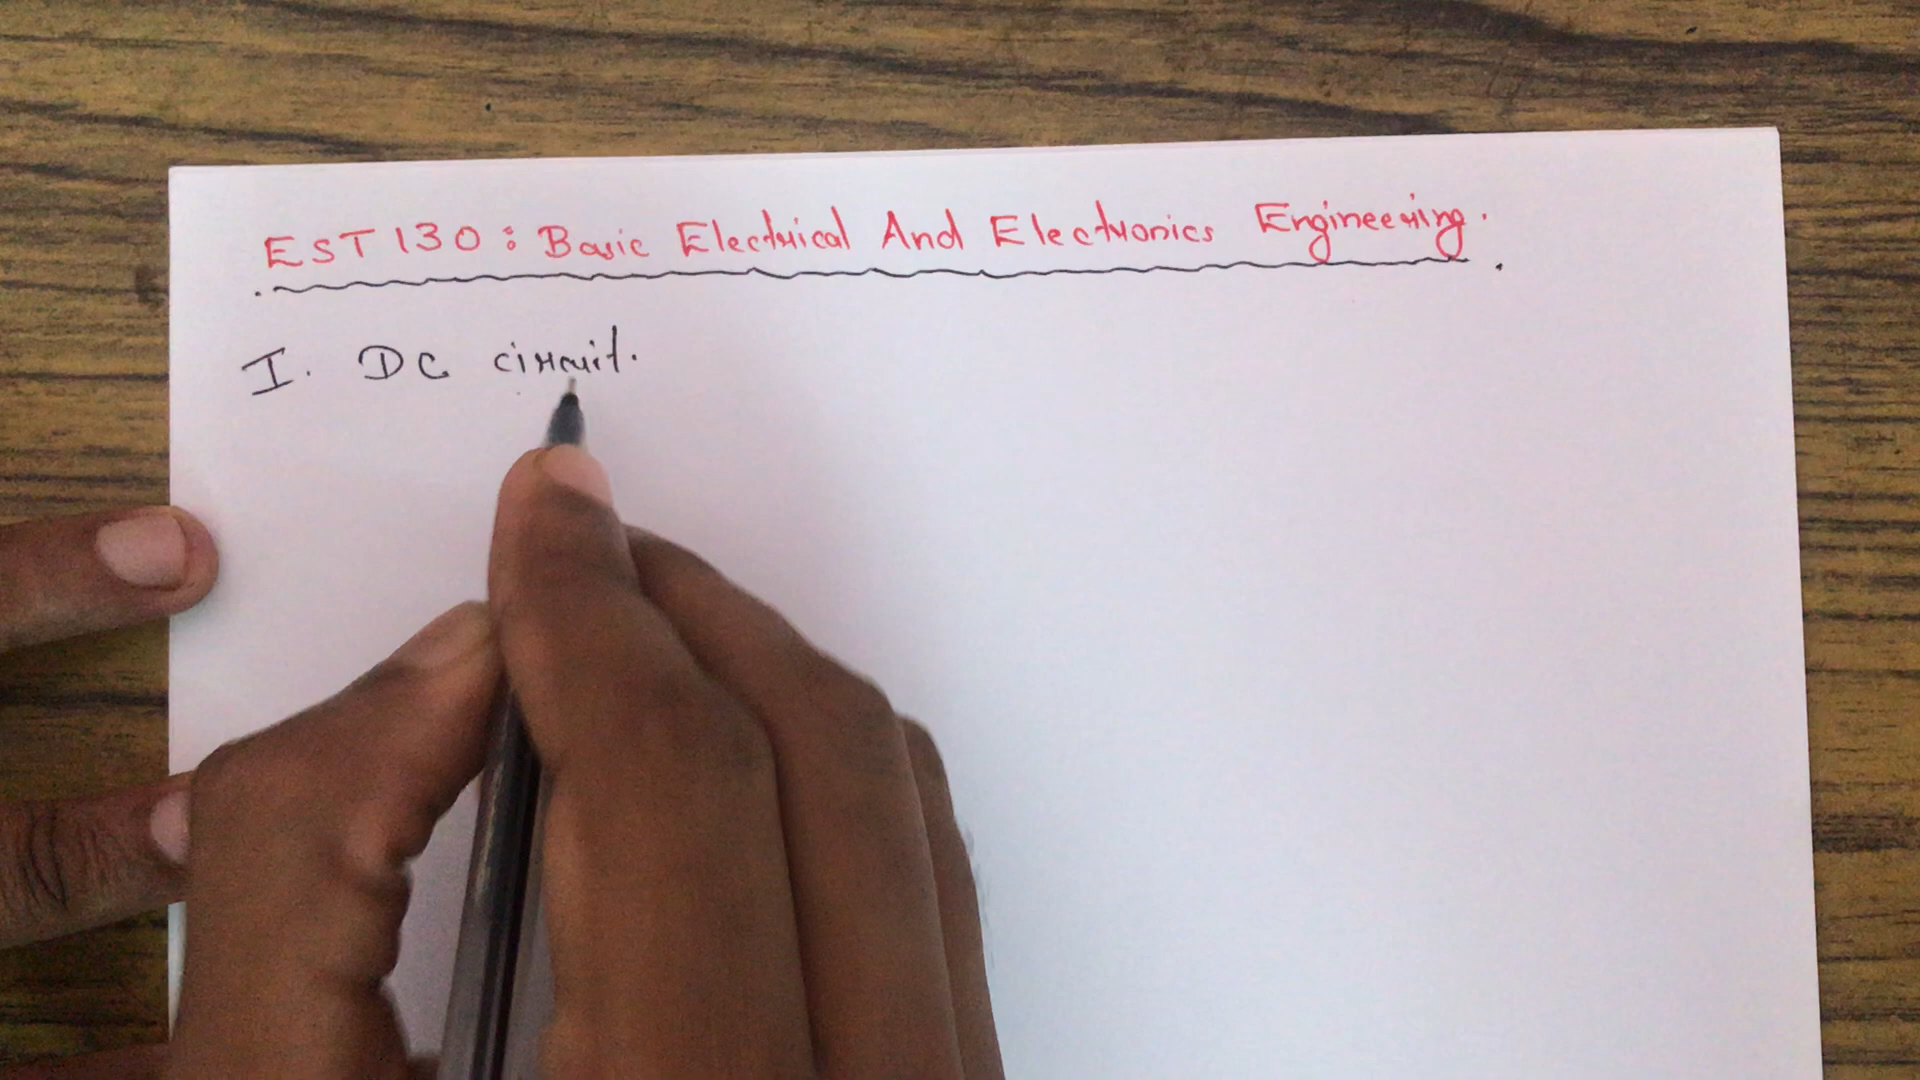 EST 130 : Basic Electrical And Electronics Engineering.
I. DC circuit.